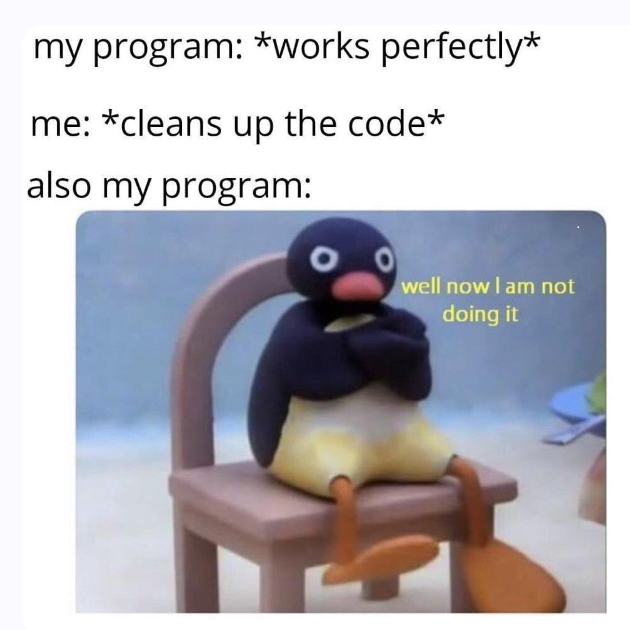 my program: *works perfectly*
me: *cleans up the code*
also my program:
well now I am not
doing it